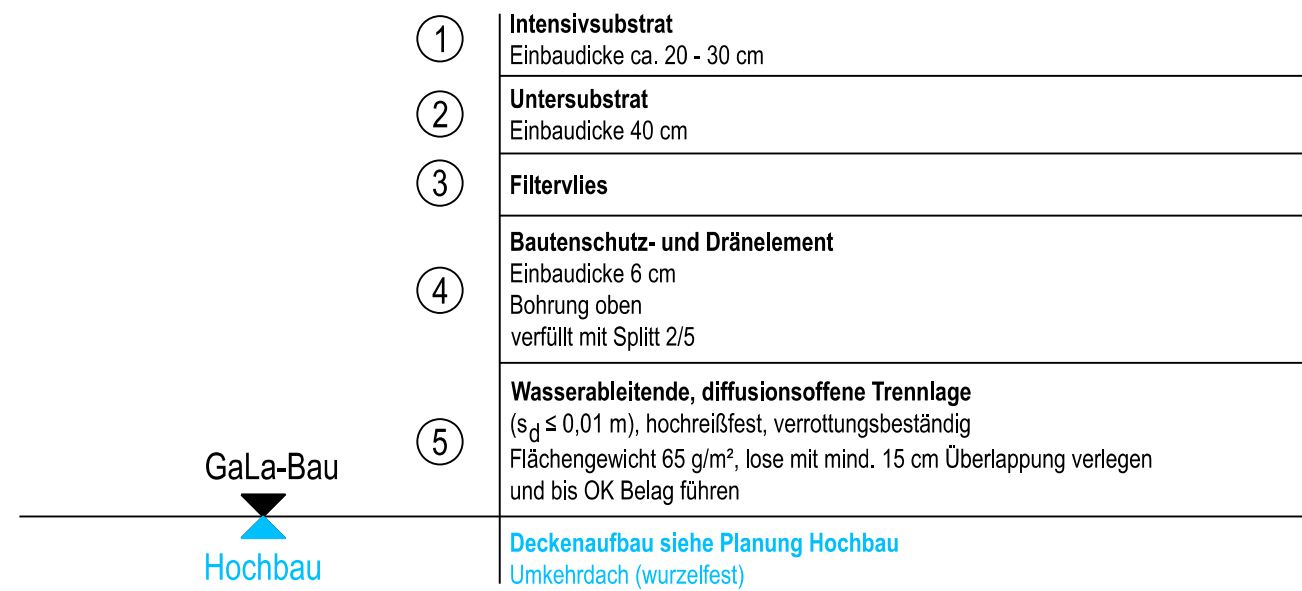 1
Intensivsubstrat
Einbaudicke ca. 20 - 30 cm
2
Untersubstrat
Einbaudicke 40 cm
3
Filtervlies
4
Bautenschutz- und Dränelement
Einbaudicke 6 cm
Bohrung oben
verfüllt mit Splitt 2/5
5
Wasserableitende, diffusionsoffene Trennlage
(sd ≤ 0,01 m), hochreißfest, verrottungsbeständig
Flächengewicht 65 g/m², lose mit mind. 15 cm Überlappung verlegen
und bis OK Belag führen
GaLa-Bau
Hochbau
Deckenaufbau siehe Planung Hochbau
Umkehrdach (wurzelfest)